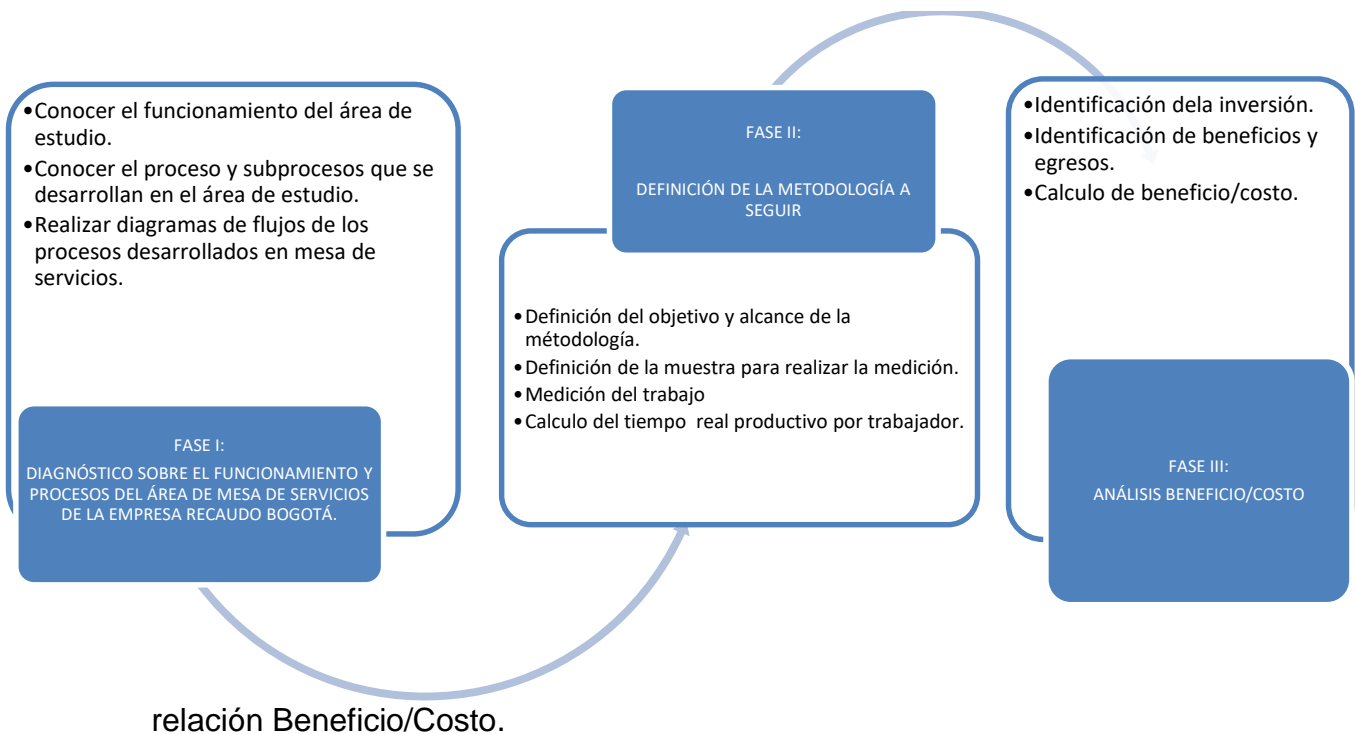 •Conocer el funcionamiento del área de
estudio.
•Conocer el proceso y subprocesos que se
desarrollan en el área de estudio.
•Realizar diagramas de flujos de los
procesos desarrollados en mesa de
servicios.
FASE I:
DIAGNÓSTICO SOBRE EL FUNCIONAMIENTO Y
PROCESOS DEL ÁREA DE MESA DE SERVICIOS
DE LA EMPRESA RECAUDO BOGOTÁ.
FASE II:
DEFINICIÓN DE LA METODOLOGÍA A
SEGUIR
•Definición del objetivo y alcance de la
métodología.
•Definición de la muestra para realizar la medición.
•Medición del trabajo
•Calculo del tiempo real productivo por trabajador.
•Identificación dela inversión.
•Identificación de beneficios y
egresos.
•Calculo de beneficio/costo.
FASE III:
ANÁLISIS BENEFICIO/COSTO
relación Beneficio/Costo.